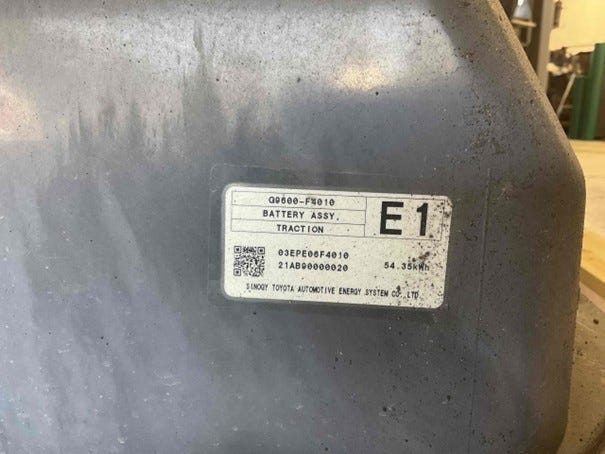 G9600-F4010
BATTERY ASSY,
TRACTION
E1
03EPE06F4010
21AB90000020
54.35kWh
SINOGY TOYOTA AUTOMOTIVE ENERGY SYSTEM CO.,LTD.